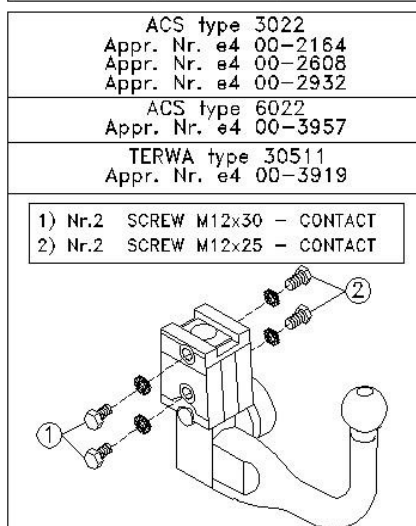 ACS type 3022
Appr. Nr. e4 00-2164
Appr. Nr. e4 00-2608
Appr. Nr. e4 00-2932
ACS type 6022
Appr. Nr. e4 00-3957
TERWA type 30511
Appr. Nr. e4 00-3919
1) Nr.2 SCREW M12x30 - CONTACT
2) Nr.2 SCREW M12x25 - CONTACT
2
1